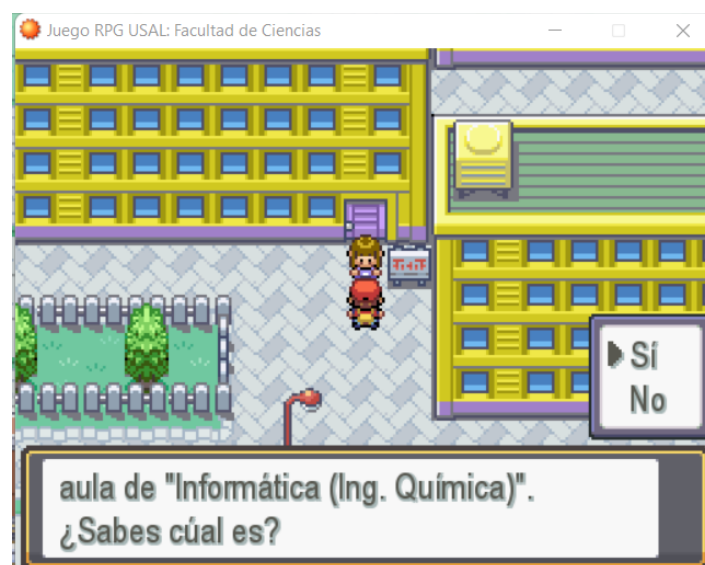 Juego RPG USAL: Facultad de Ciencias
Sí
No
aula de "Informática (Ing. Química)".
¿Sabes cúal es?